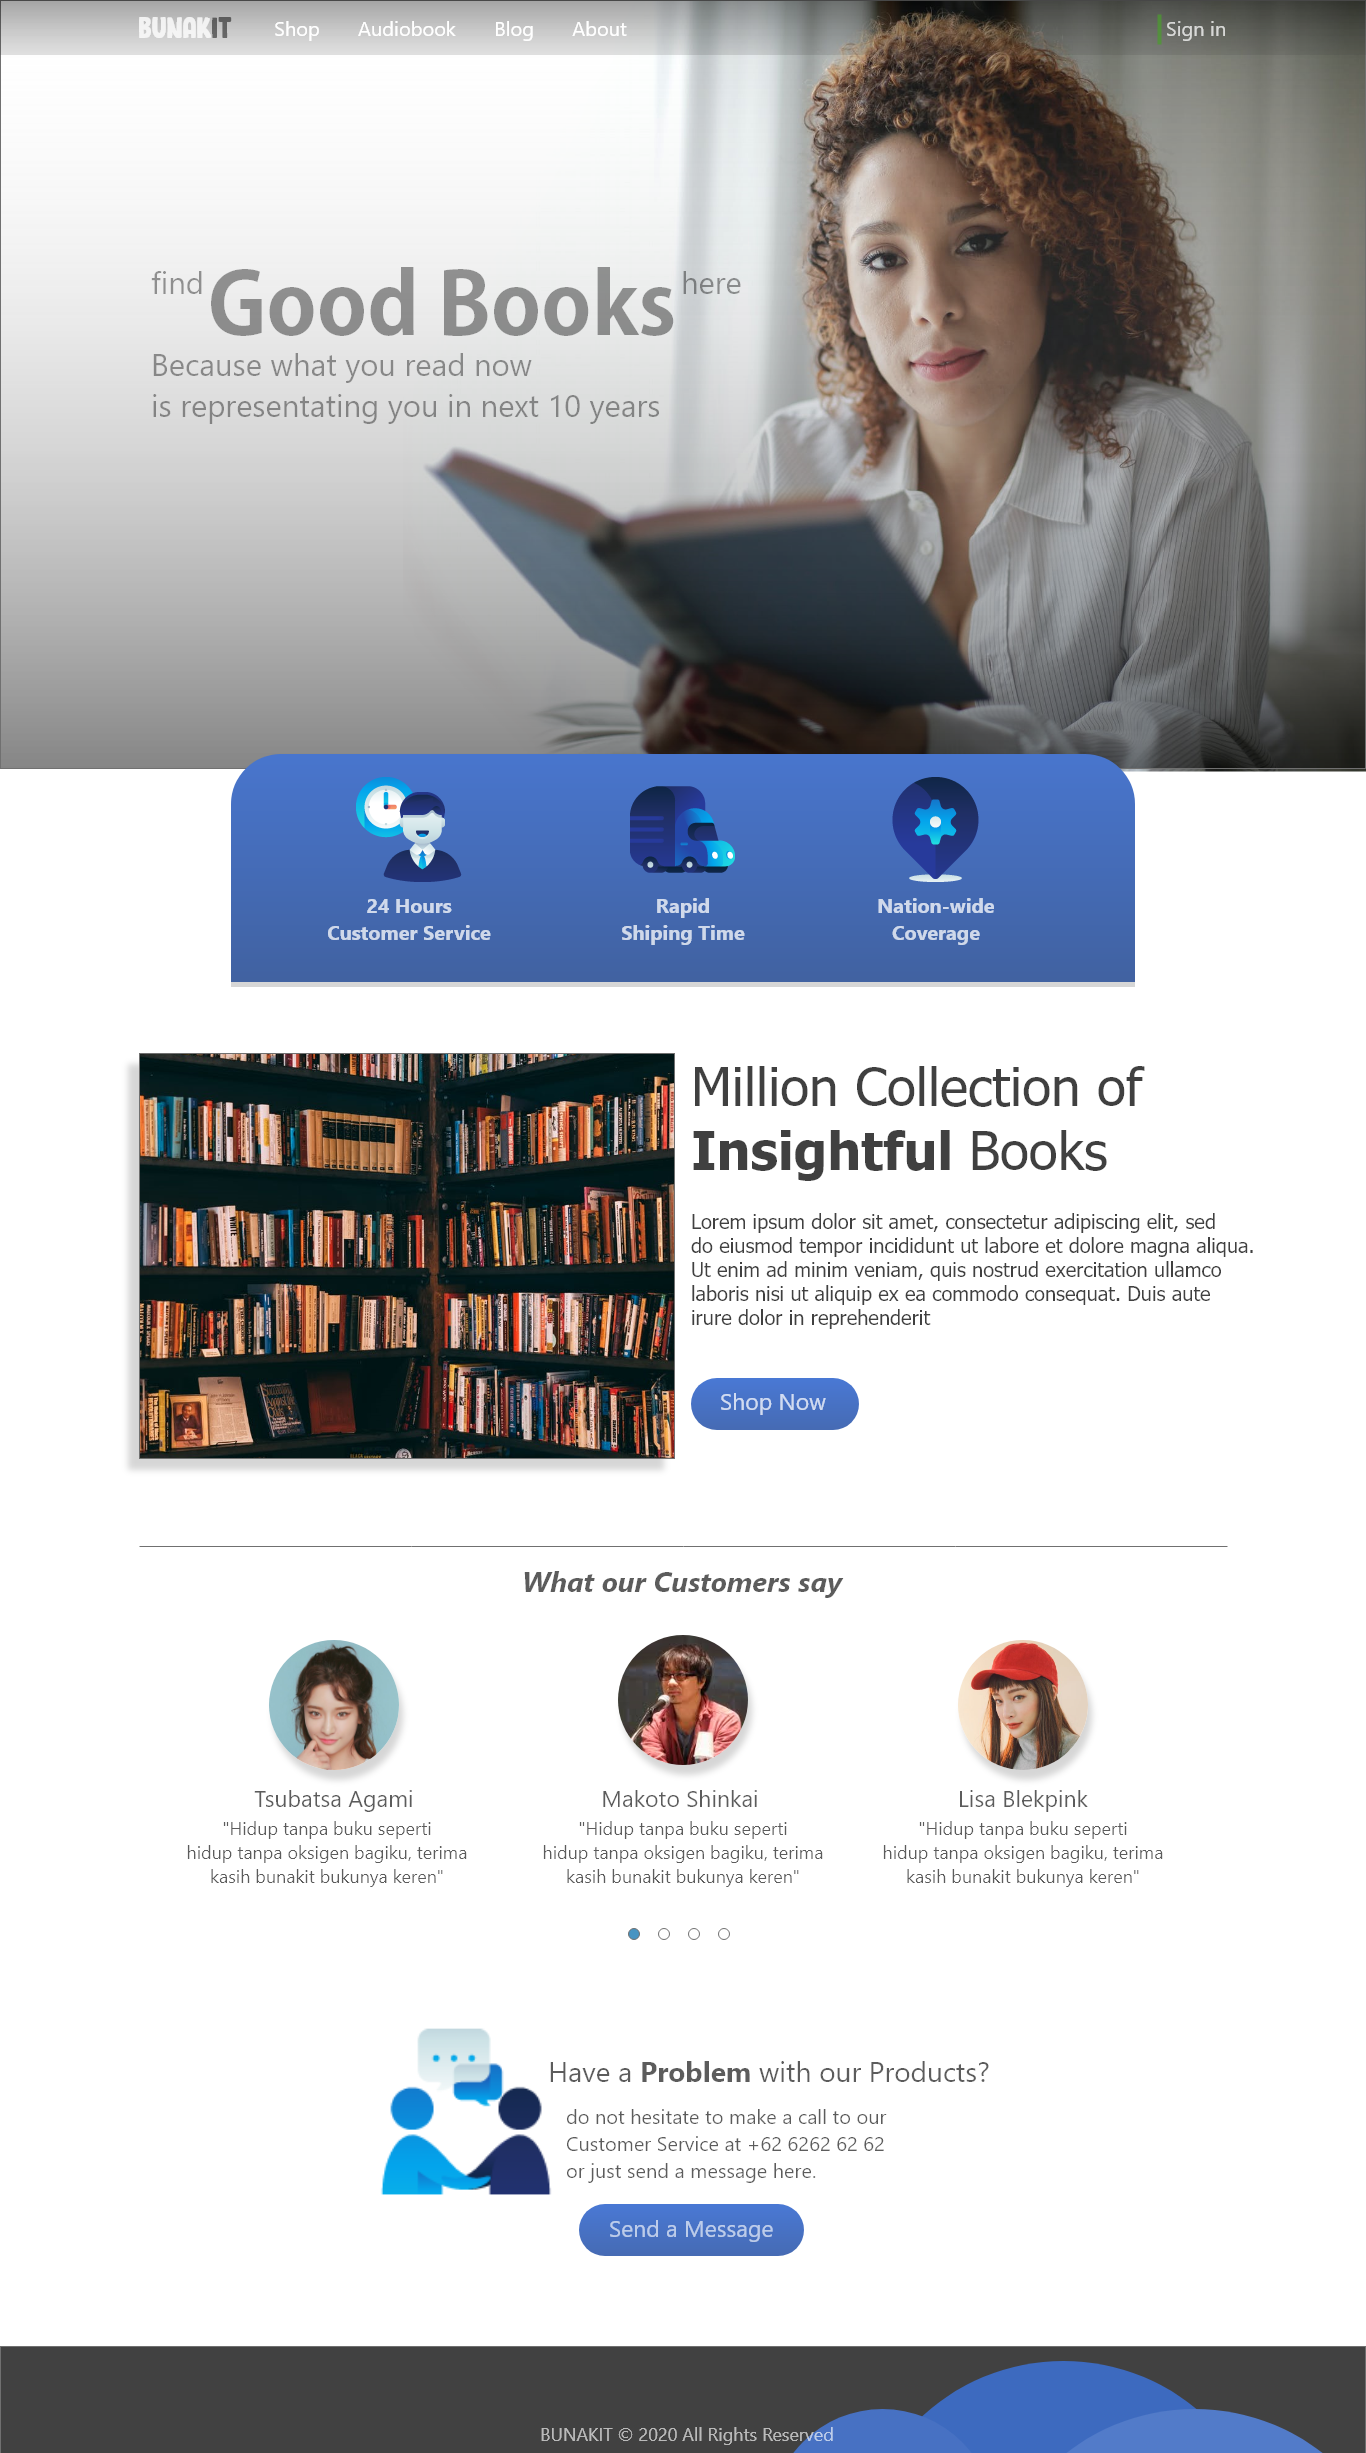 BUNAKIT Shop Audiobook Blog About Sign in
find Good Books here
Because what you read now
is representating you in next 10 years
24 Hours
Customer Service
Rapid
Shiping Time
Nation-wide
Coverage
Million Collection of
Insightful Books
Lorem ipsum dolor sit amet, consectetur adipiscing elit, sed
do eiusmod tempor incididunt ut labore et dolore magna aliqua.
Ut enim ad minim veniam, quis nostrud exercitation ullamco
laboris nisi ut aliquip ex ea commodo consequat. Duis aute
irure dolor in reprehenderit
Shop Now
What our Customers say
Tsubatsa Agami
"Hidup tanpa buku seperti
hidup tanpa oksigen bagiku, terima
kasih bunakit bukunya keren"
Makoto Shinkai
"Hidup tanpa buku seperti
hidup tanpa oksigen bagiku, terima
kasih bunakit bukunya keren"
Lisa Blekpink
"Hidup tanpa buku seperti
hidup tanpa oksigen bagiku, terima
kasih bunakit bukunya keren"
Have a Problem with our Products?
do not hesitate to make a call to our
Customer Service at +62 6262 62 62
or just send a message here.
Send a Message
BUNAKIT © 2020 All Rights Reserved